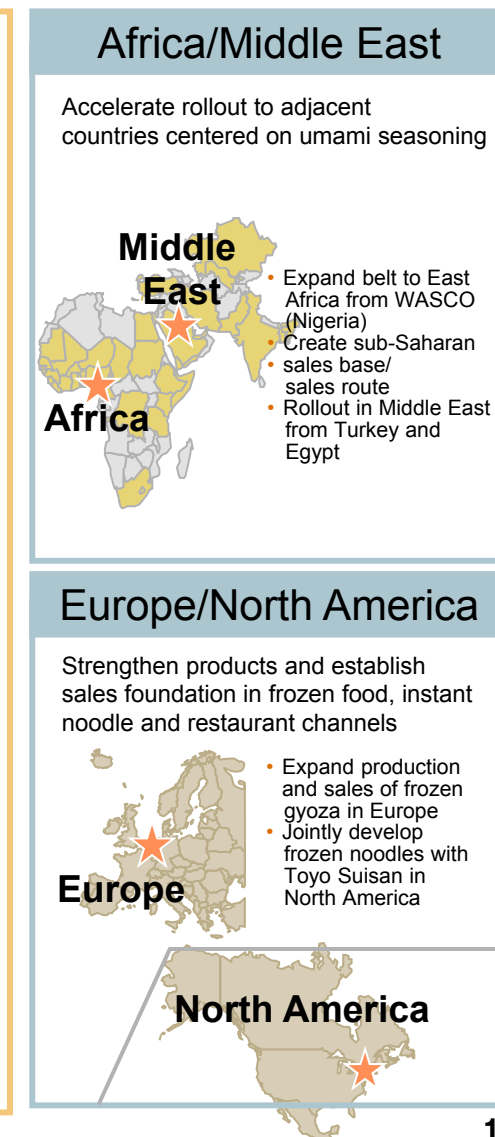 Africa/Middle East
Accelerate rollout to adjacent
countries centered on umami seasoning
Middle
East
Africa
• Expand belt to East
Africa from WASCO
(Nigeria)
• Create sub-Saharan
• sales base/
sales route
• Rollout in Middle East
from Turkey and
Egypt
Europe/North America
Strengthen products and establish
sales foundation in frozen food, instant
noodle and restaurant channels
Europe
• Expand production
and sales of frozen
gyoza in Europe
• Jointly develop
frozen noodles with
Toyo Suisan in
North America
North America